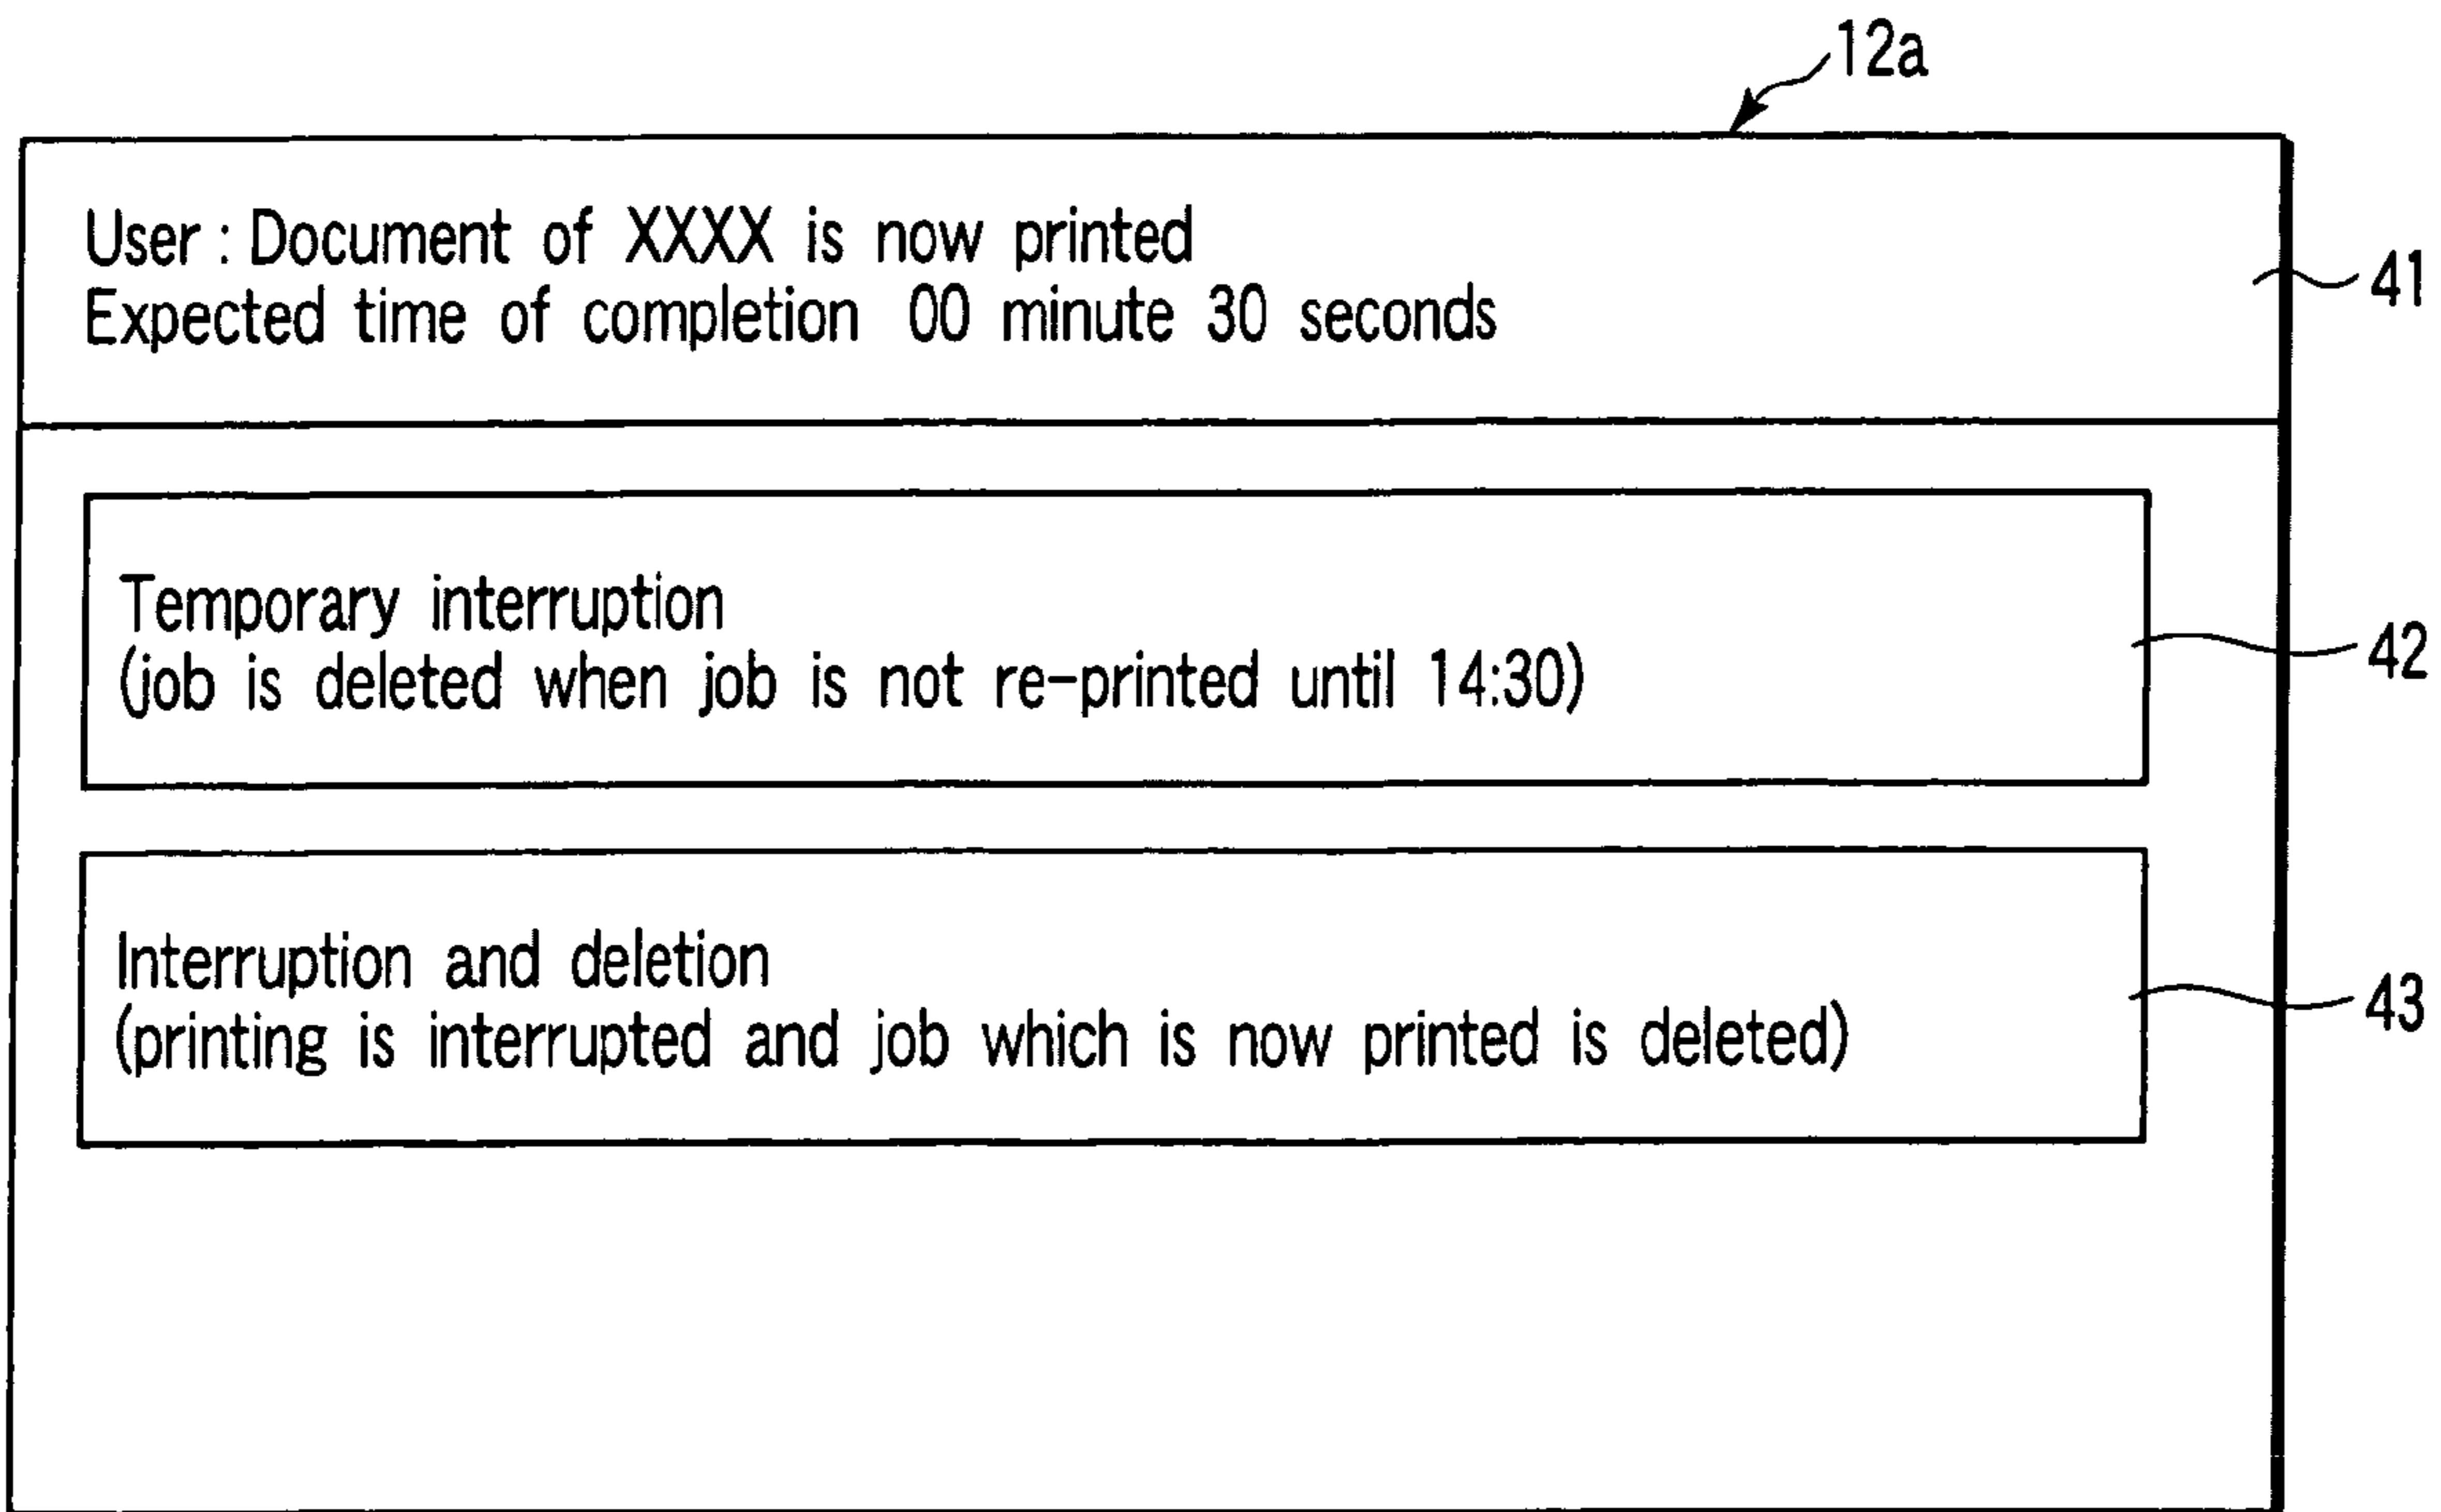 12a
User : Document of XXXX is now printed
Expected time of completion 00 minute 30 seconds
41
Temporary interruption
(job is deleted when job is not re-printed until 14:30)
42
Interruption and deletion
(printing is interrupted and job which is now printed is deleted)
43